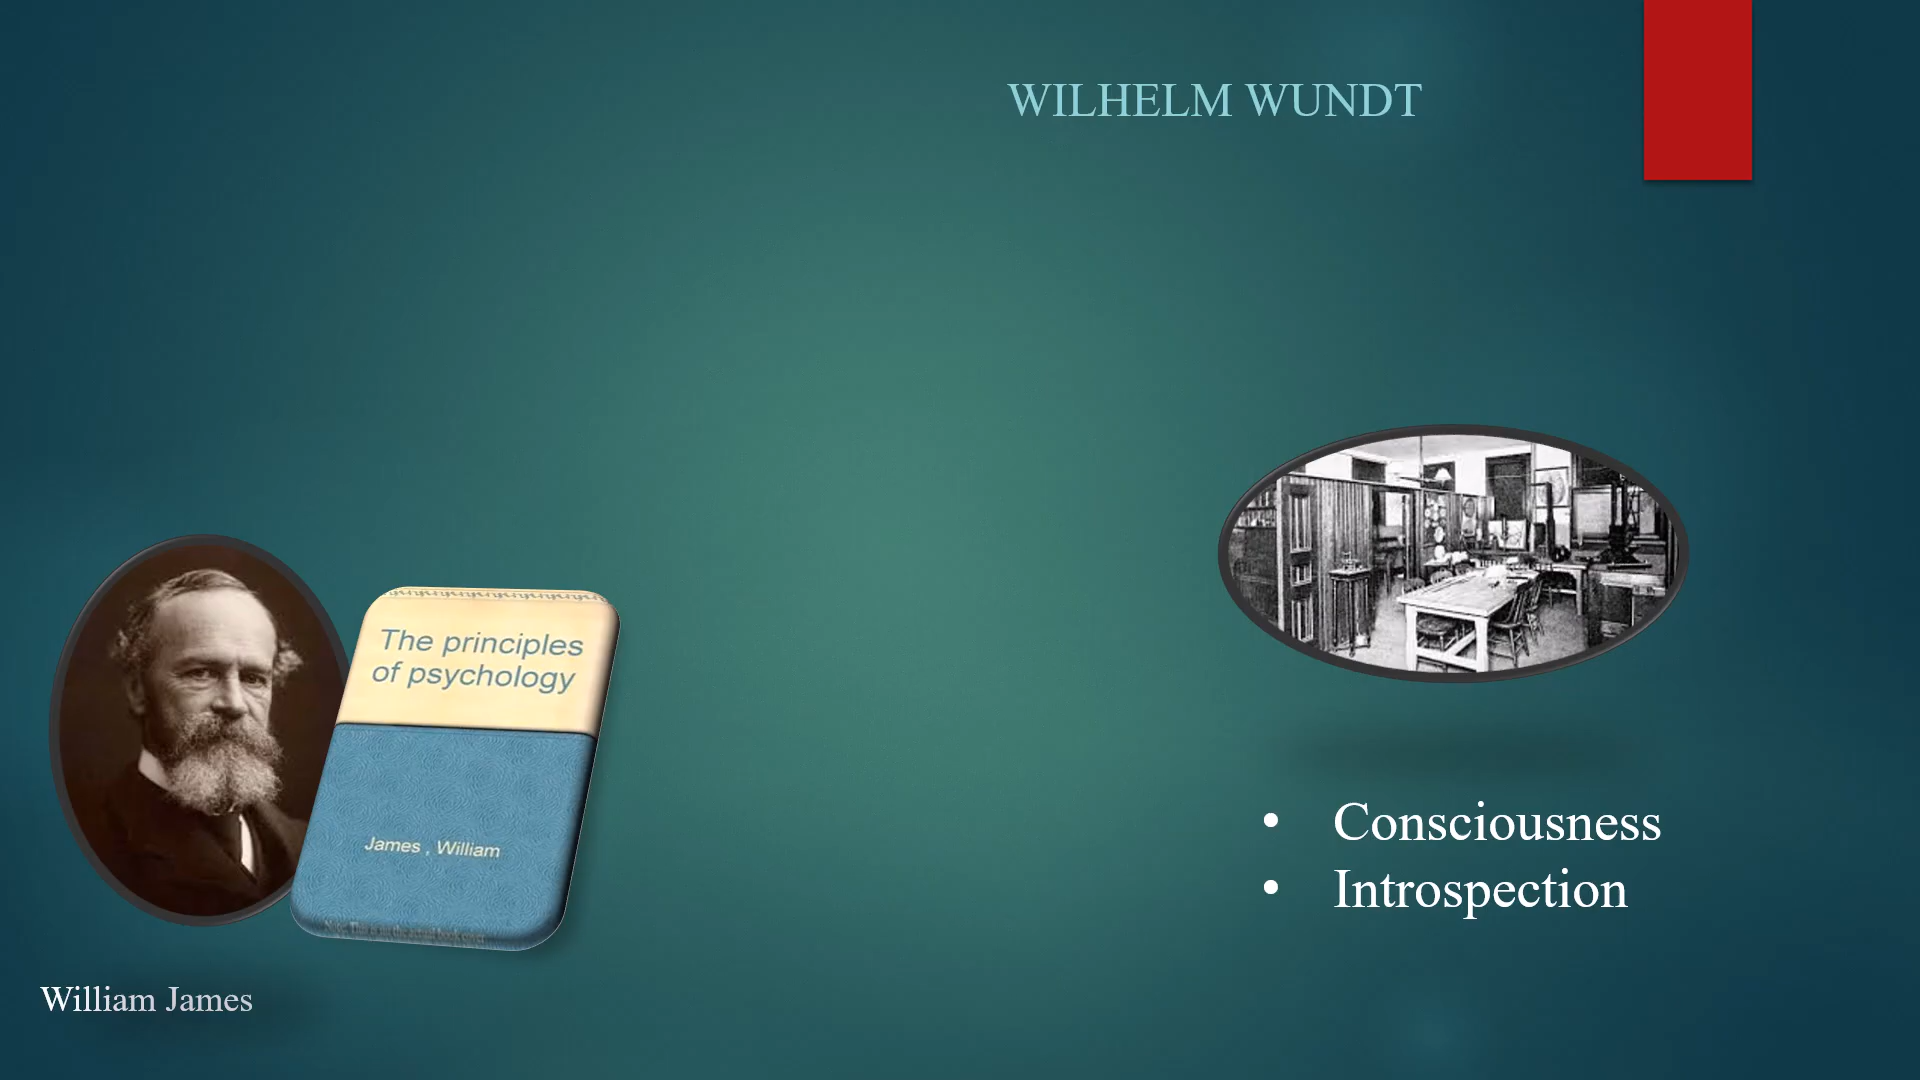 WILHELM WUNDT
The principles
of psychology
James , William
William James
• Consciousness
• Introspection